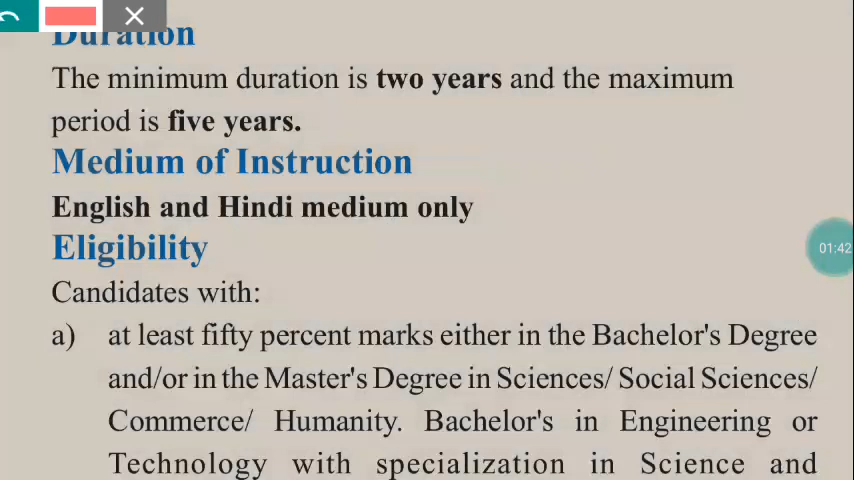 Duration
The minimum duration is two years and the maximum
period is five years.
Medium of Instruction
English and Hindi medium only
Eligibility
01:42
Candidates with:
a) at least fifty percent marks either in the Bachelor's Degree
and/or in the Master's Degree in Sciences/ Social Sciences/
Commerce/ Humanity. Bachelor's in Engineering or
Technology with specialization in Science and